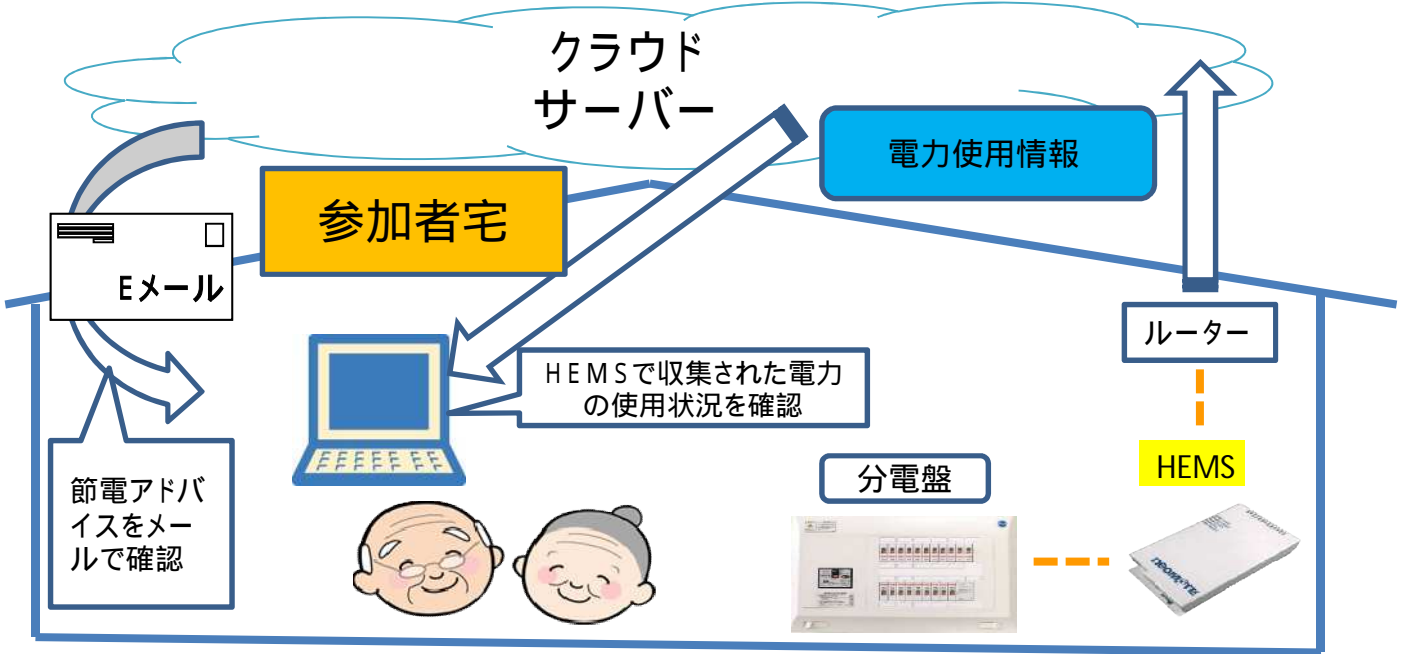 クラウド
サーバー
電力使用情報
参加者宅
Eメール
ルーター
HEMSで収集された電力
の使用状況を確認
HEMS
分電盤
節電アドバ
イスをメー
ルで確認